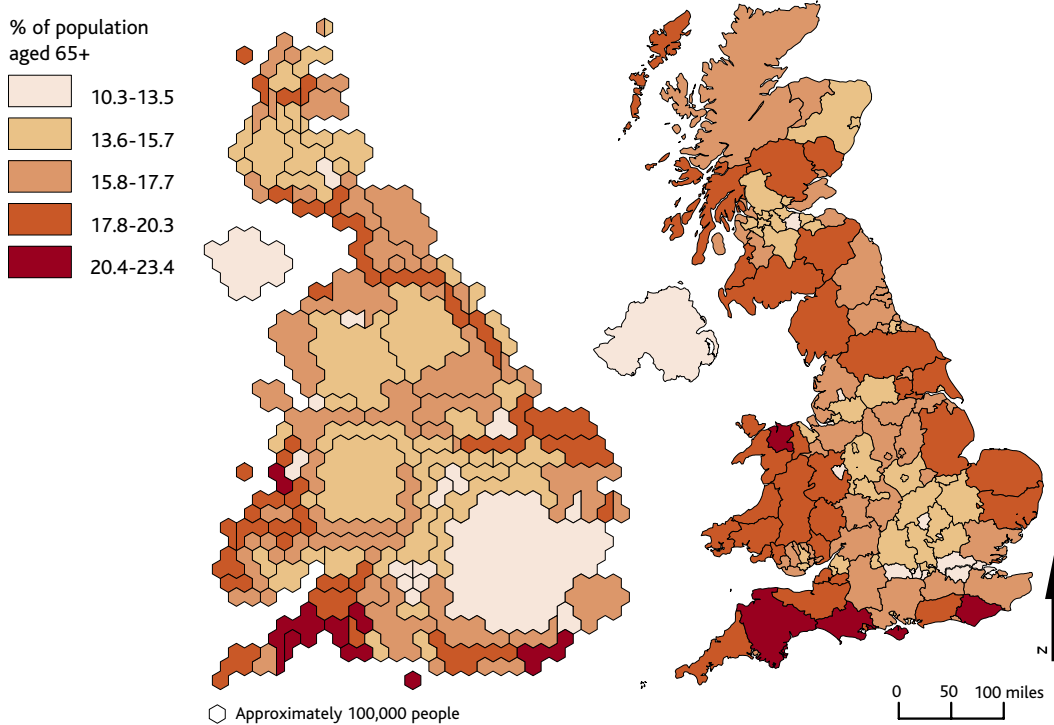 % of population
aged 65+
10.3-13.5
13.6-15.7
15.8-17.7
17.8-20.3
20.4-23.4
Approximately 100,000 people
N
0 50 100 miles